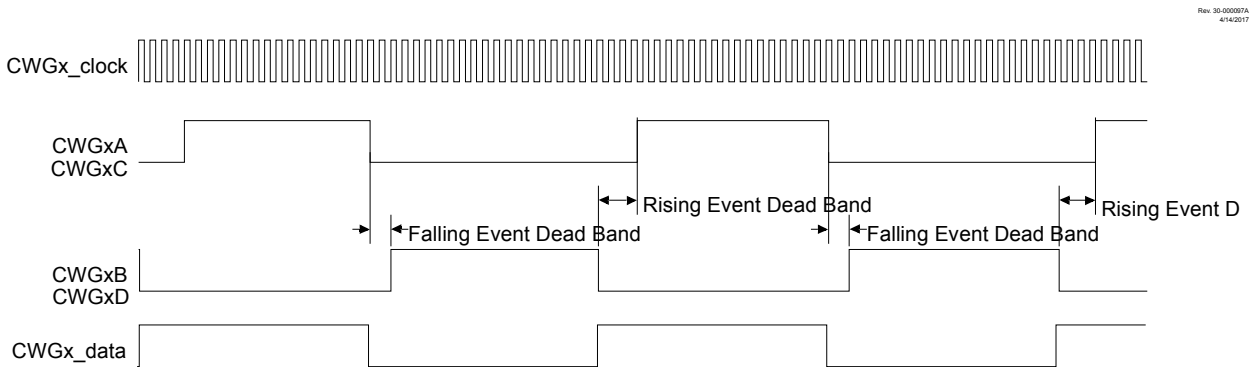 Rev. 30-000097A
4/14/2017
CWGx_clock
CWGxA
CWGxC
Rising Event Dead Band
Rising Event D
Falling Event Dead Band
Falling Event Dead Band
CWGxB
CWGxD
CWGx_data